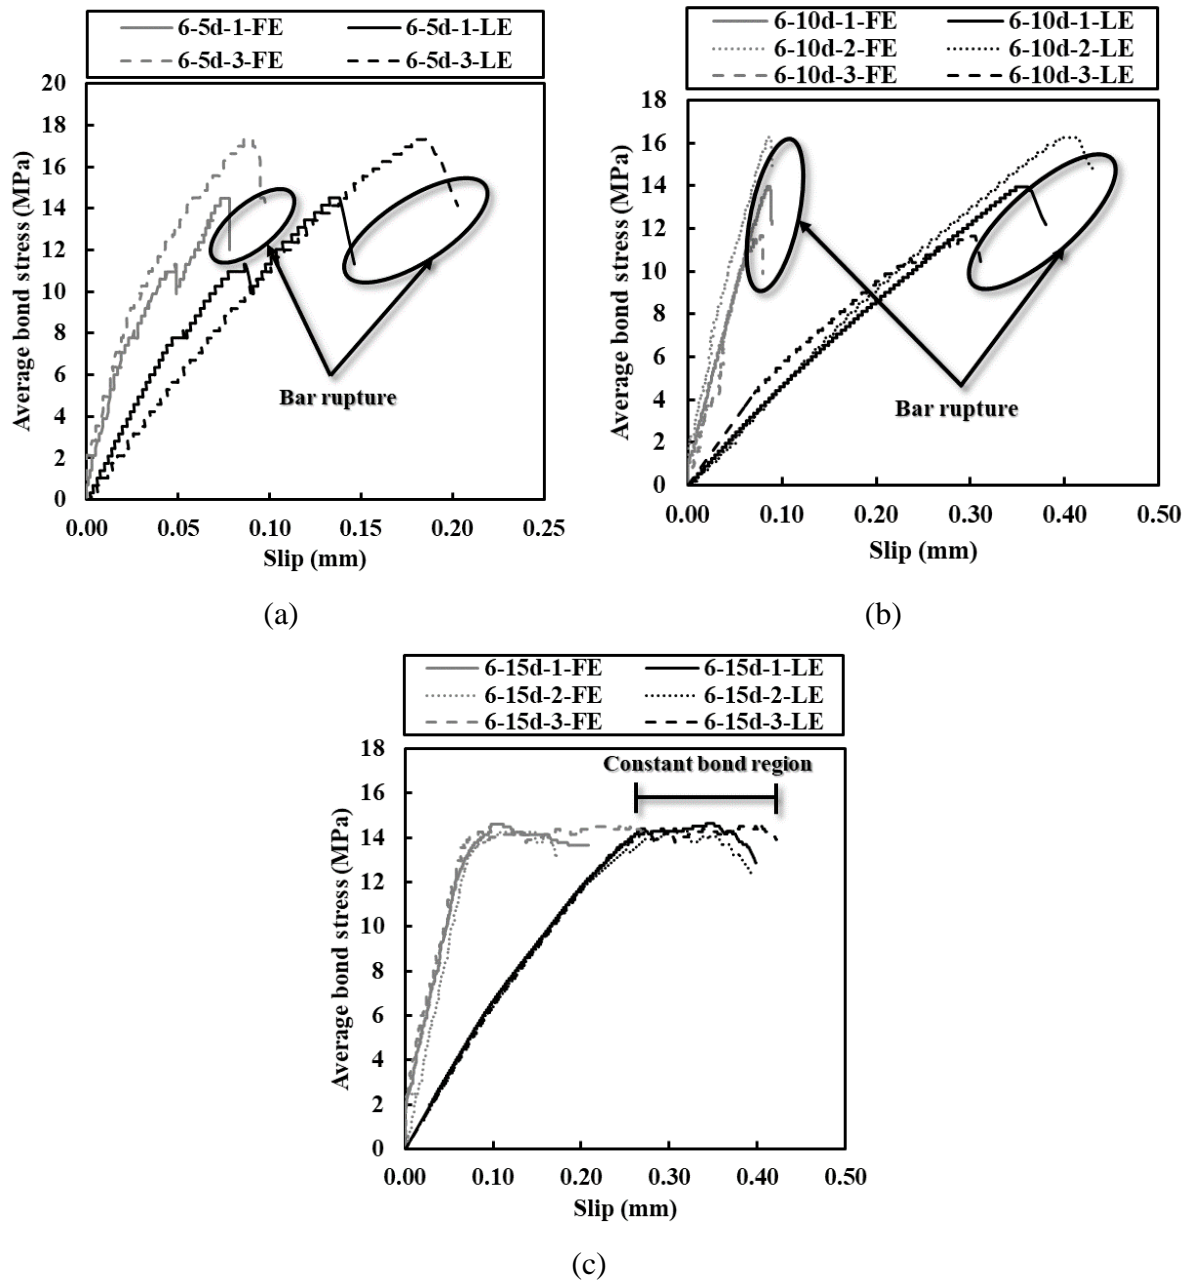 6-5d-1-FE 6-5d-1-LE
6-5d-3-FE 6-5d-3-LE
20
18
16
14
12
10
8
6
4
2
0
Average bond stress (MPa)
Bar rupture
0.00 0.05 0.10 0.15 0.20 0.25
Slip (mm)
(a)
6-10d-1-FE 6-10d-1-LE
6-10d-2-FE 6-10d-2-LE
6-10d-3-FE 6-10d-3-LE
18
16
14
12
10
8
6
4
2
0
Average bond stress (MPa)
Bar rupture
0.00 0.10 0.20 0.30 0.40 0.50
Slip (mm)
(b)
6-15d-1-FE 6-15d-1-LE
6-15d-2-FE 6-15d-2-LE
6-15d-3-FE 6-15d-3-LE
18
16
14
12
10
8
6
4
2
0
Average bond stress (MPa)
Constant bond region
0.00 0.10 0.20 0.30 0.40 0.50
Slip (mm)
(c)